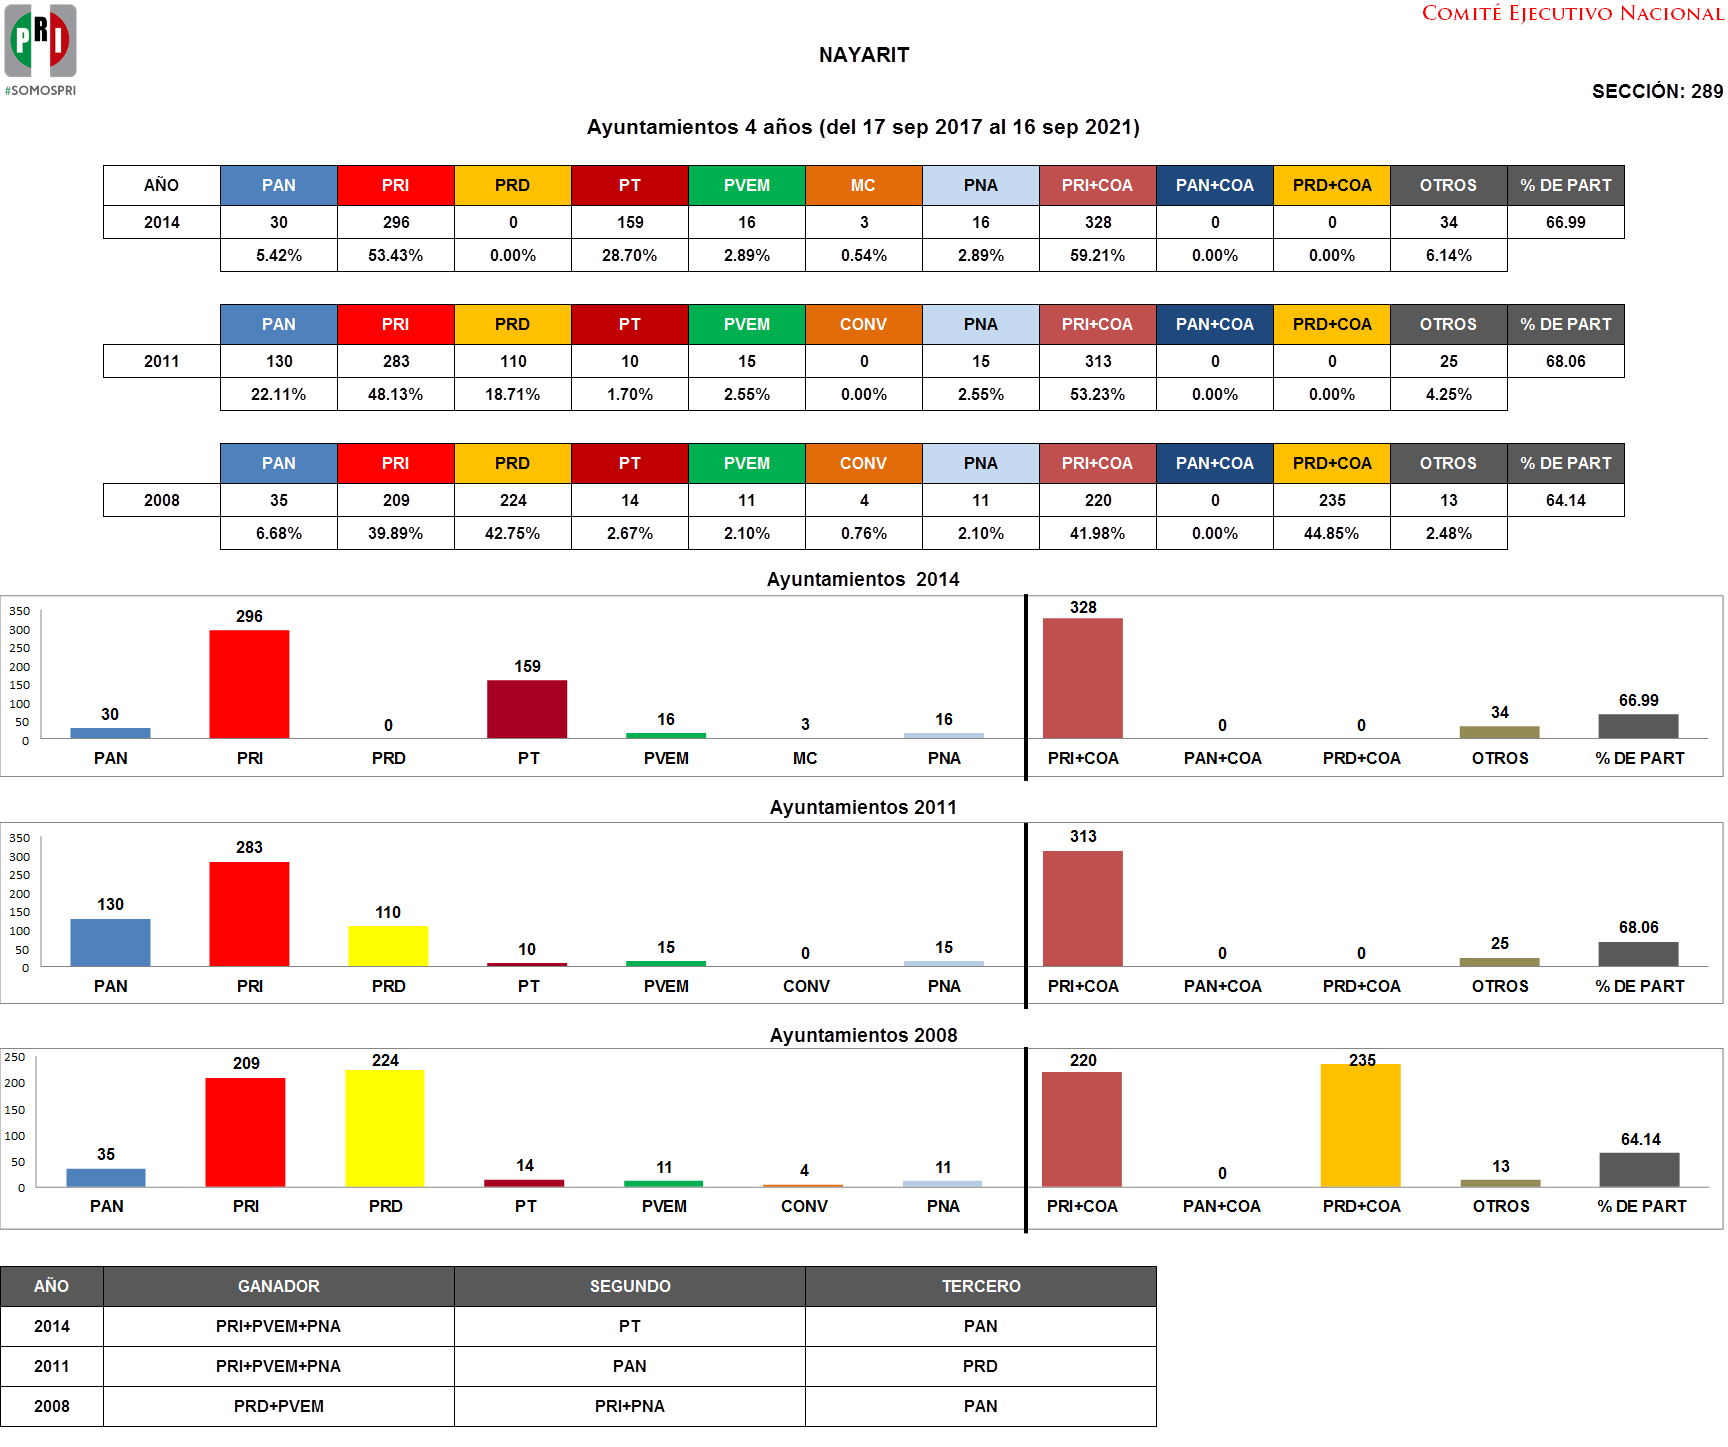 PRI
#SOMOSPRI
COMITÉ EJECUTIVO NACIONAL
NAYARIT
SECCIÓN: 289
Ayuntamientos 4 años (del 17 sep 2017 al 16 sep 2021)
AÑO PAN PRI PRD PT PVEM MC PNA PRI+COA PAN+COA PRD+COA OTROS % DE PART
2014 30 296 0 159 16 3 16 328 0 0 34 66.99
5.42% 53.43% 0.00% 28.70% 2.89% 0.54% 2.89% 59.21% 0.00% 0.00% 6.14%
PAN PRI PRD PT PVEM CONV PNA PRI+COA PAN+COA PRD+COA OTROS % DE PART
2011 130 283 110 10 15 0 15 313 0 0 25 68.06
22.11% 48.13% 18.71% 1.70% 2.55% 0.00% 2.55% 53.23% 0.00% 0.00% 4.25%
PAN PRI PRD PT PVEM CONV PNA PRI+COA PAN+COA PRD+COA OTROS % DE PART
2008 35 209 224 14 11 4 11 220 0 235 13 64.14
6.68% 39.89% 42.75% 2.67% 2.10% 0.76% 2.10% 41.98% 0.00% 44.85% 2.48%
Ayuntamientos 2014
350
300
250
200
150
100
50
0
30 296 0 159 16 3 16 328 0 0 34 66.99
PAN PRI PRD PT PVEM MC PNA PRI+COA PAN+COA PRD+COA OTROS % DE PART
Ayuntamientos 2011
350
300
250
200
150
100
50
0
130 283 110 10 15 0 15 313 0 0 25 68.06
PAN PRI PRD PT PVEM CONV PNA PRI+COA PAN+COA PRD+COA OTROS % DE PART
Ayuntamientos 2008
250
200
150
100
50
0
35 209 224 14 11 4 11 220 0 235 13 64.14
PAN PRI PRD PT PVEM CONV PNA PRI+COA PAN+COA PRD+COA OTROS % DE PART
AÑO GANADOR SEGUNDO TERCERO
2014 PRI+PVEM+PNA PT PAN
2011 PRI+PVEM+PNA PAN PRD
2008 PRD+PVEM PRI+PNA PAN